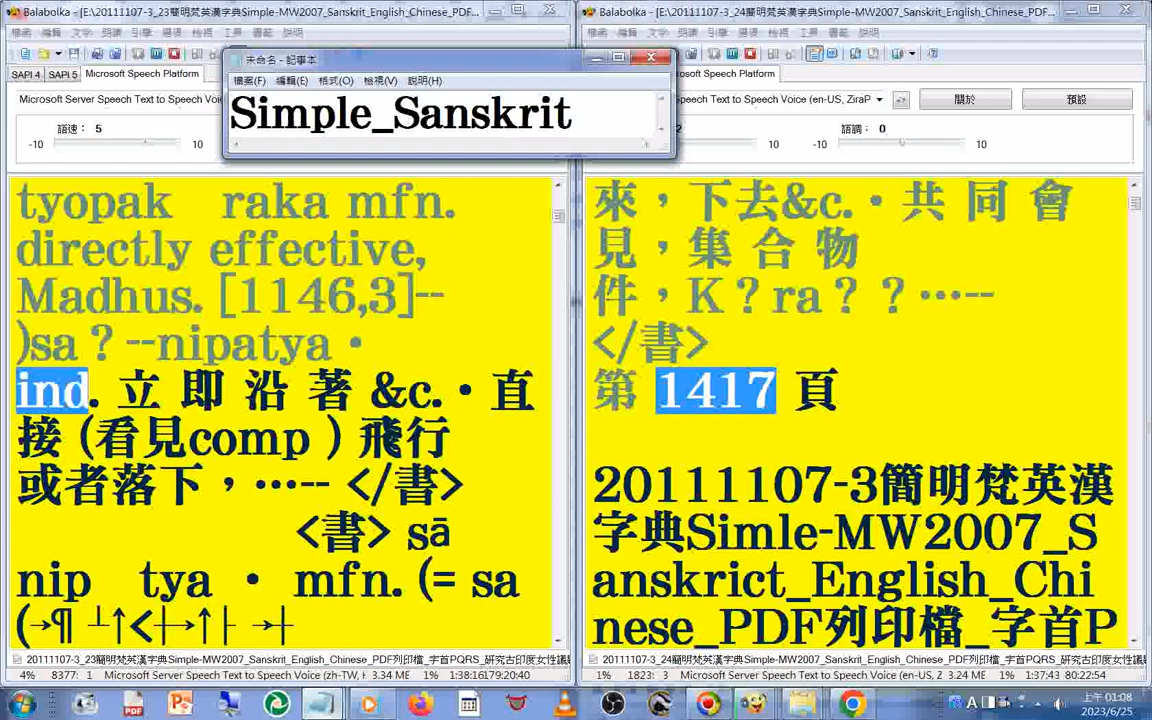 Balabolka - [E:\20111107-3_23簡明梵英漢字典Simple-MW2007_Sanskrit_English_Chinese_PDF...
Balabolka - [E:\20111107-3_24簡明梵英漢字典Simple-MW2007_Sanskrit_English_Chinese_PDF...
未命名 - 記事本
檔案(F) 編輯(E) 格式(O) 檢視(V) 說明(H)
Simple_Sanskrit
SAPI 4 SAPI 5 Microsoft Speech Platform
Speech Platform
Microsoft Server Speech Text to Speech Voi
Speech Text to Speech Voice (en-US, ZiraP
關於 預設
語速： 5
-10 10
語調： 0
10 -10 10
tyopak raka mfn.
directly effective,
Madhus. [1146,3]--
)sa？--nipatya・
ind. 立 即 沿 著 &c.・直
接 (看見comp ) 飛行
或者落下，…-- </書>
<書> sā
nip tya ・ mfn. (= sa
(→¶ ┴↑<┼→↑├ →┼
來，下去&c.・共 同 會
見，集 合 物
件，K？ra？？…--
</書>
第 1417 頁
20111107-3簡明梵英漢
字典Simle-MW2007_S
anskrict_English_Chi
nese_PDF列印檔_字首P
20111107-3_23簡明梵英漢字典Simple-MW2007_Sanskrit_English_Chinese_PDF列印檔_字首PQRS_研究古印度女性議
20111107-3_24簡明梵英漢字典Simple-MW2007_Sanskrit_English_Chinese_PDF列印檔_字首PQRS_研究古印度女性議
4% 8377: 1 Microsoft Server Speech Text to Speech Voice (zh-TW, H 3.34 ME 1% 1:38:16|79:20:40
1% 1823: 3 Microsoft Server Speech Text to Speech Voice (en-US, Z 3.24 ME 1% 1:37:43 80:22:54
上午 01:08
2023/6/25